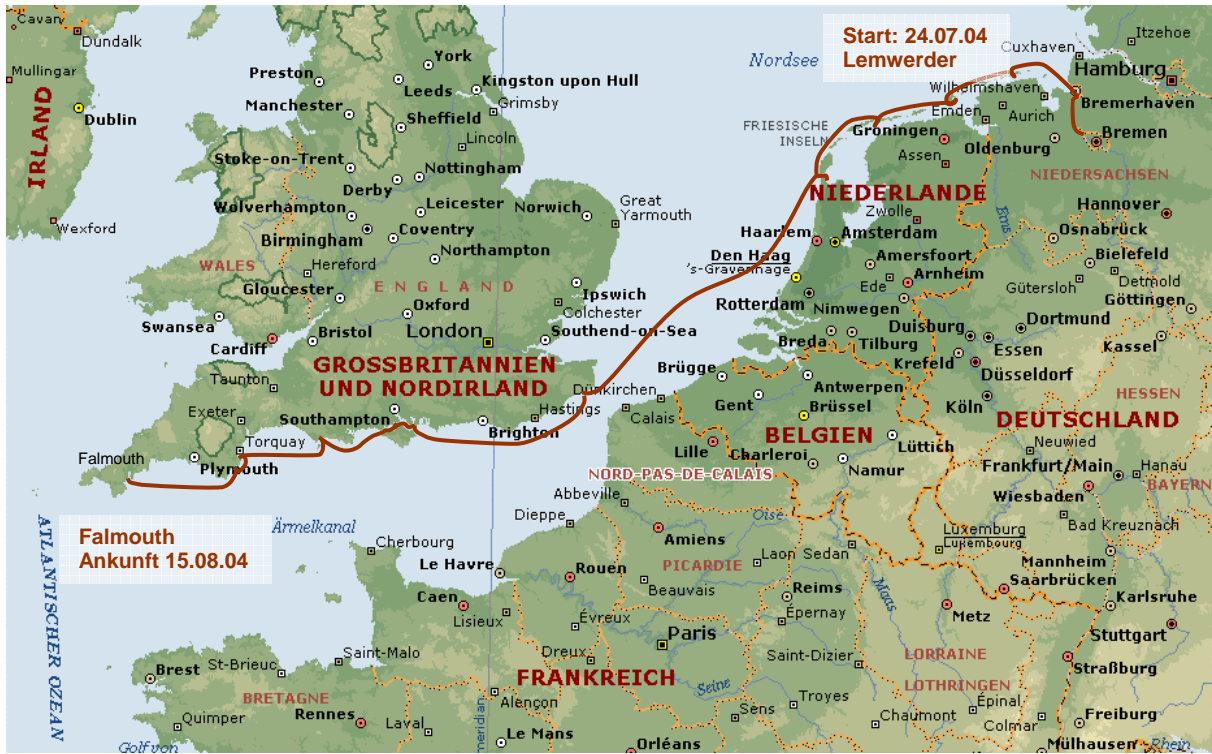 Cavan
Dundalk
Mullingar
Dublin
IRLAND
Wexford
Preston
York
Leeds
Kingston upon Hull
Grimsby
Manchester
Sheffield
Lincoln
Stoke-on-Trent
Nottingham
Derby
Wolverhampton
Leicester
Norwich
Great
Yarmouth
Birmingham
Coventry
Northampton
WALES
Hereford
Gloucester
ENGLAND
Oxford
Ipswich
Colchester
Swansea
Cardiff
Bristol
London
Southend-on-Sea
GROSSBRITANNIEN
UND NORDIRLAND
Taunton
Exeter
Southampton
Hastings
Brighton
Torquay
Plymouth
Falmouth
Falmouth
Ankunft 15.08.04
Ärmelkanal
ATLANTISCHER OZEAN
Nordsee
Start: 24.07.04
Lemwerder
Cuxhaven
Itzehoe
Hamburg
Wilhelmshaven
Bremerhaven
Emden
Aurich
FRIESISCHE
INSELN
Groningen
Oldenburg
Bremen
Assen
NIEDERSACHSEN
NIEDERLANDE
Zwolle
Ems
Hannover
Haarlem
Amsterdam
Osnabrück
Den Haag
's-Gravenhage
Amersfoort
Bielefeld
Arnheim
Ede
Gütersloh
Detmold
Rotterdam
Nimwegen
Göttingen
Duisburg
Dortmund
Breda
Tilburg
Essen
Krefeld
Kassel
Brügge
Düsseldorf
Dünkirchen
Antwerpen
HESSEN
Calais
Gent
Brüssel
Köln
DEUTSCHLAND
BELGIEN
Lüttich
Lille
Charleroi
Neuwied
Namur
Frankfurt/Main
Hanau
NORD-PAS-DE-CALAIS
Wiesbaden
BAYERN
Abbeville
Dieppe
Oise
Luxemburg
Luxembourg
Bad Kreuznach
Cherbourg
Amiens
Laon
Sedan
Mannheim
Le Havre
Rouen
PICARDIE
Saarbrücken
Beauvais
Reims
Maas
Caen
Lisieux
Karlsruhe
Évreux
Épernay
Metz
Paris
Stuttgart
Dreux
Saint-Dizier
LORRAINE
Straßburg
Brest
St-Brieuc
Saint-Malo
FRANKREICH
LOTHRINGEN
BRETAGNE
Seine
Alençon
Troyes
Épinal
Quimper
Rennes
Laval
meridian
Sens
Chaumont
Colmar
Freiburg
Golf von
Le Mans
Orléans
Mülhausen
Rhein